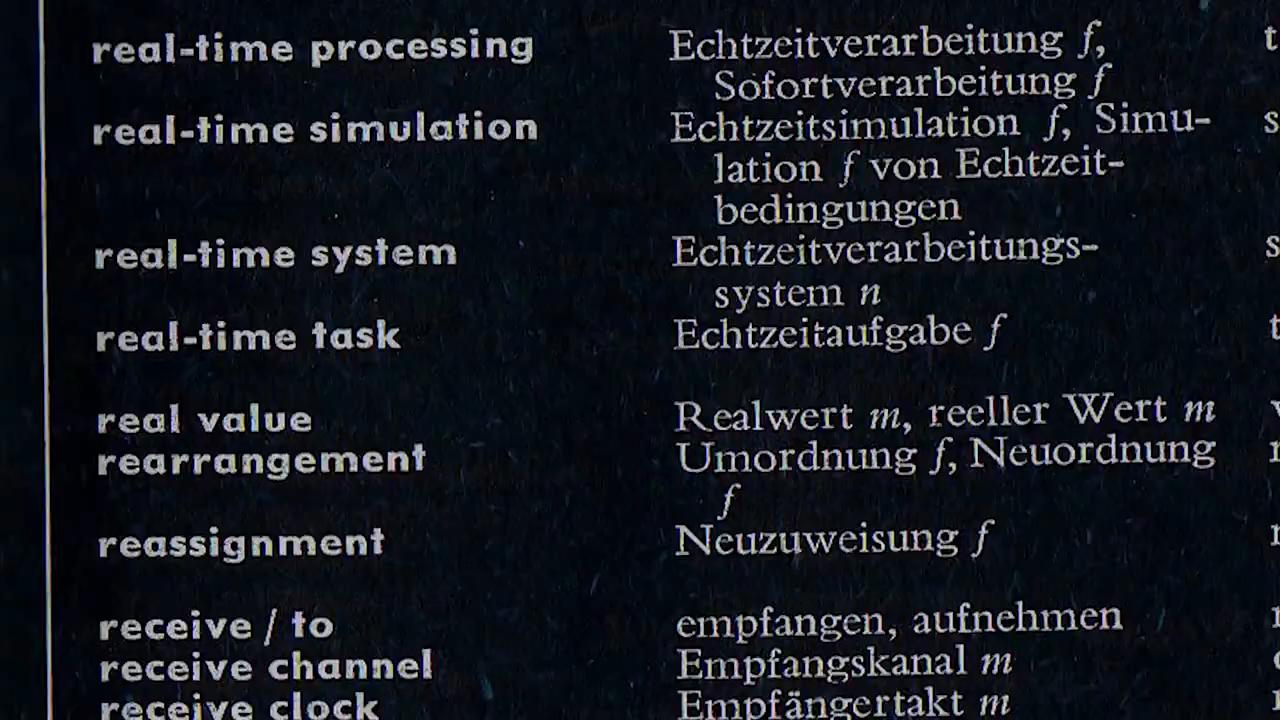 real-time processing Echtzeitverarbeitung f, t
Sofortverarbeitung f
real-time simulation Echtzeitsimulation f, Simu- s
lation f von Echtzeit-
bedingungen
real-time system Echtzeitverarbeitungs- s
system n
real-time task Echtzeitaufgabe f t
real value Realwert m, reeller Wert m
rearrangement Umordnung f, Neuordnung
f
reassignment Neuzuweisung f
receive / to empfangen, aufnehmen
receive channel Empfangskanal m
receive clock Empfängertakt m